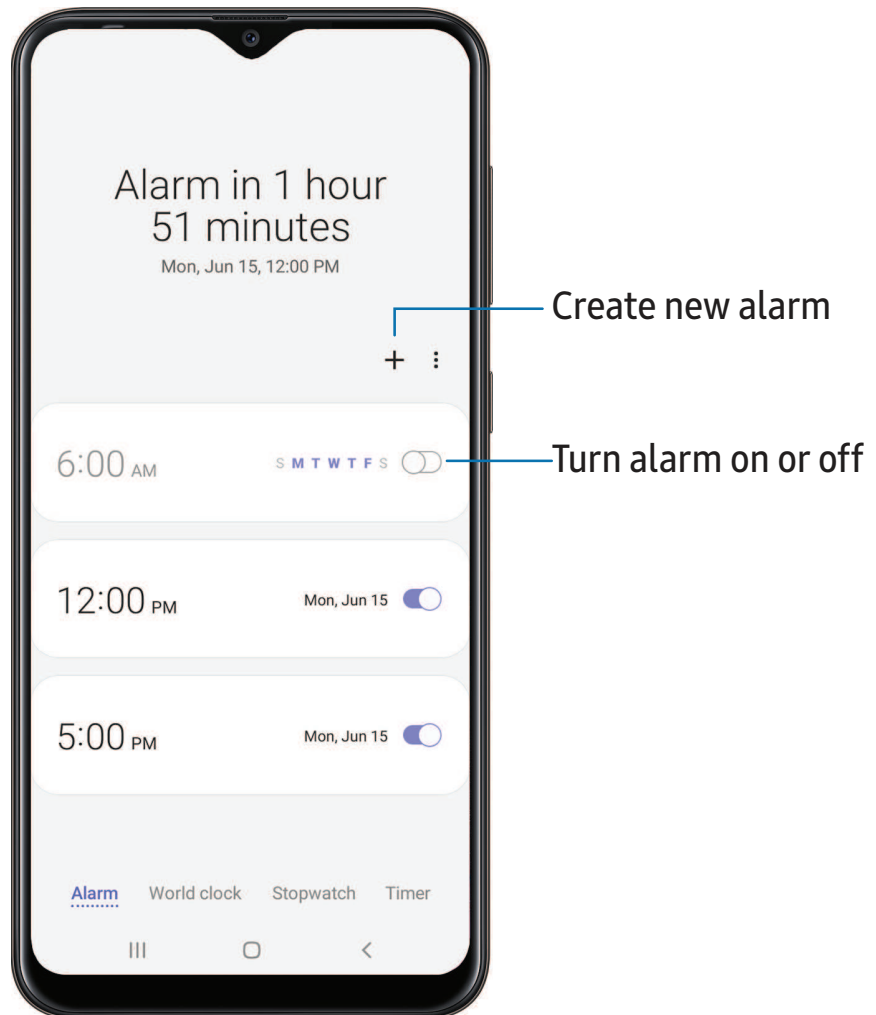 Alarm in 1 hour
51 minutes
Mon, Jun 15, 12:00 PM
Create new alarm
6:00 AM S M T W T F S
Turn alarm on or off
12:00 PM Mon, Jun 15
5:00 PM Mon, Jun 15
Alarm World clock Stopwatch Timer